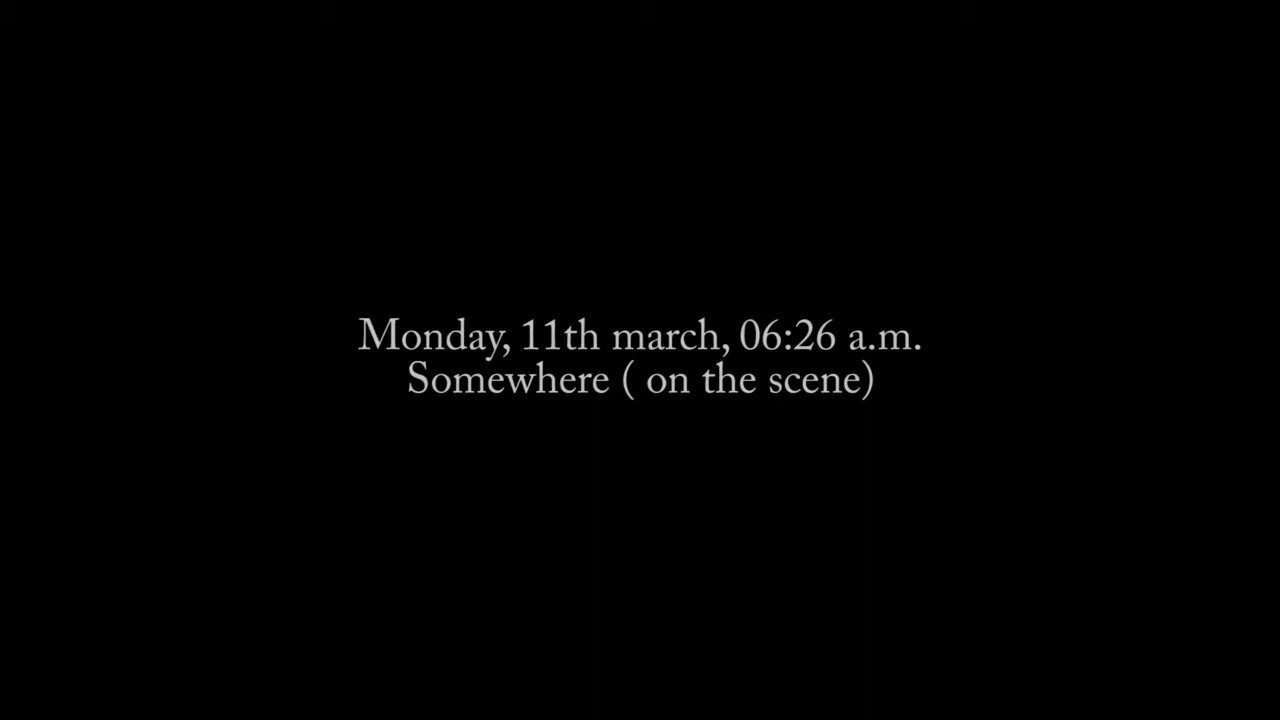 Monday, 11th march, 06:26 a.m.
Somewhere ( on the scene)